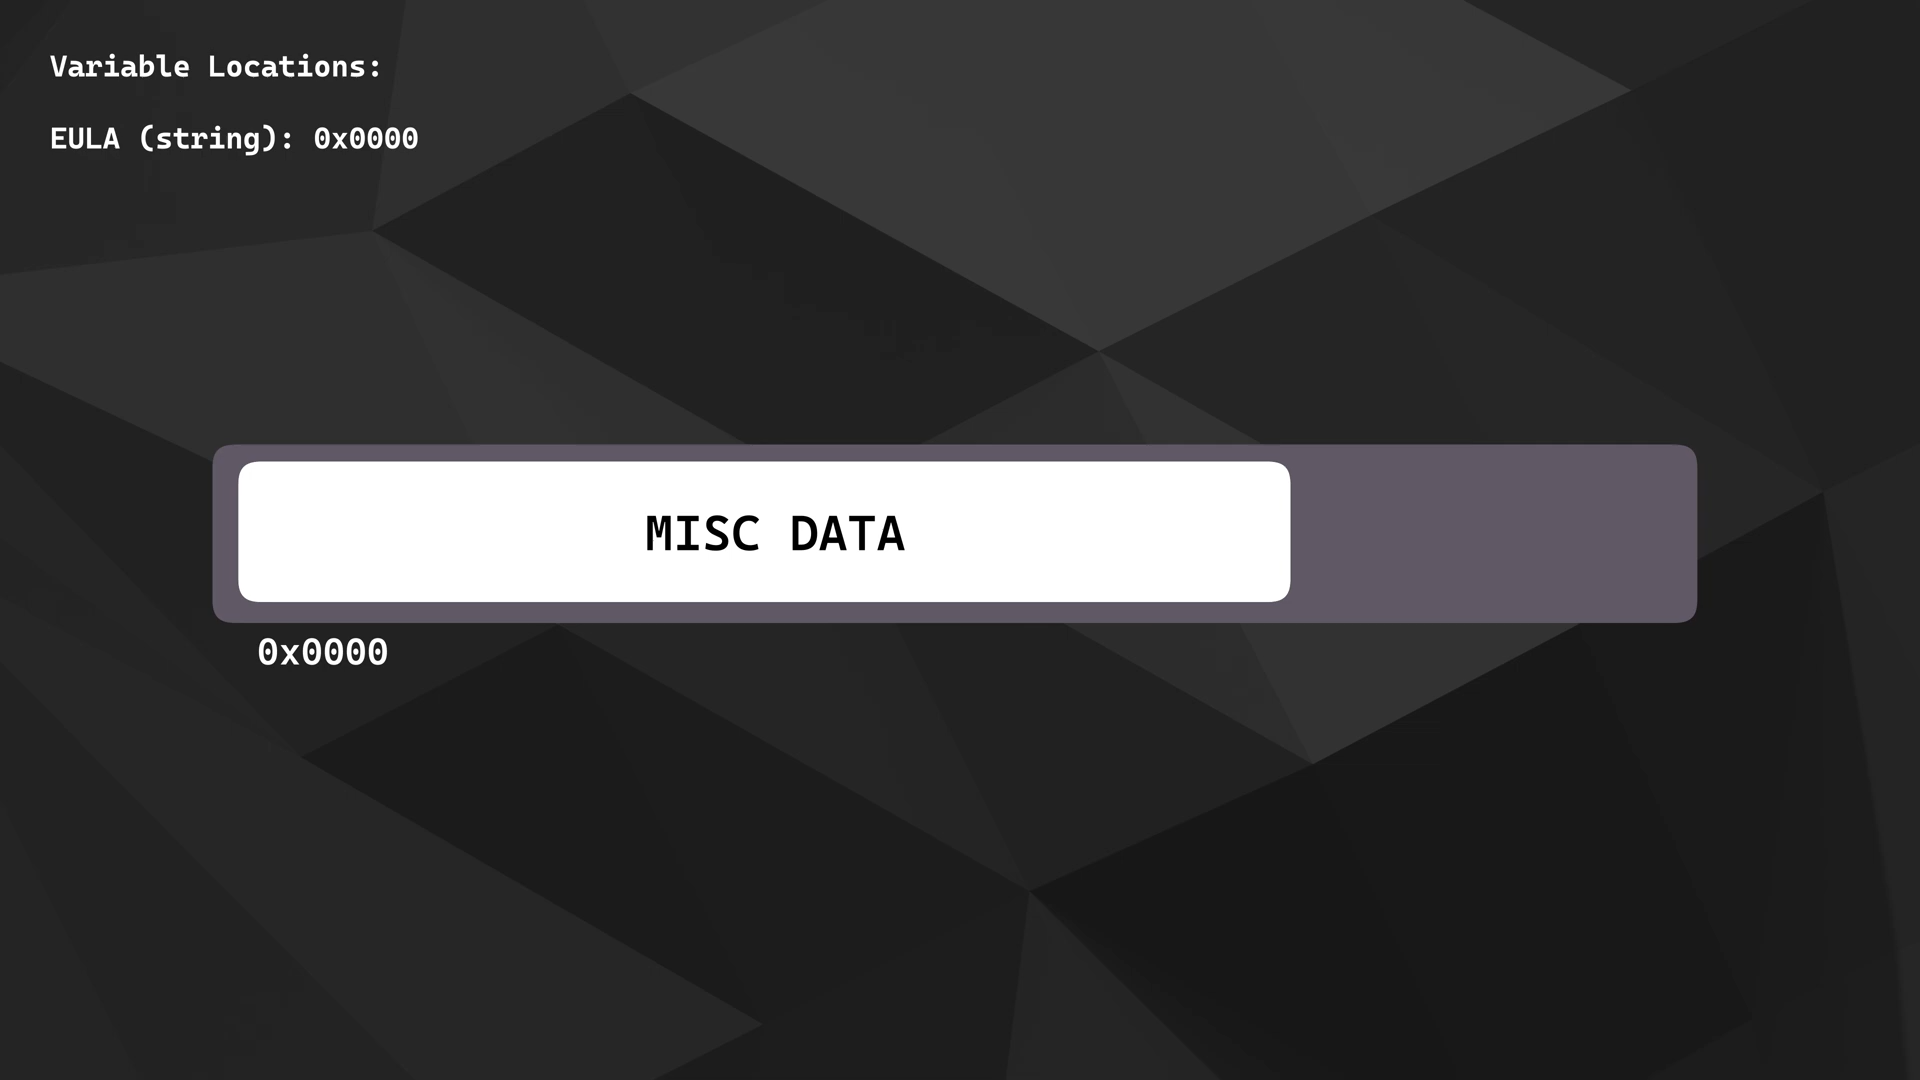 Variable Locations:
EULA (string): 0x0000
MISC DATA
0x0000